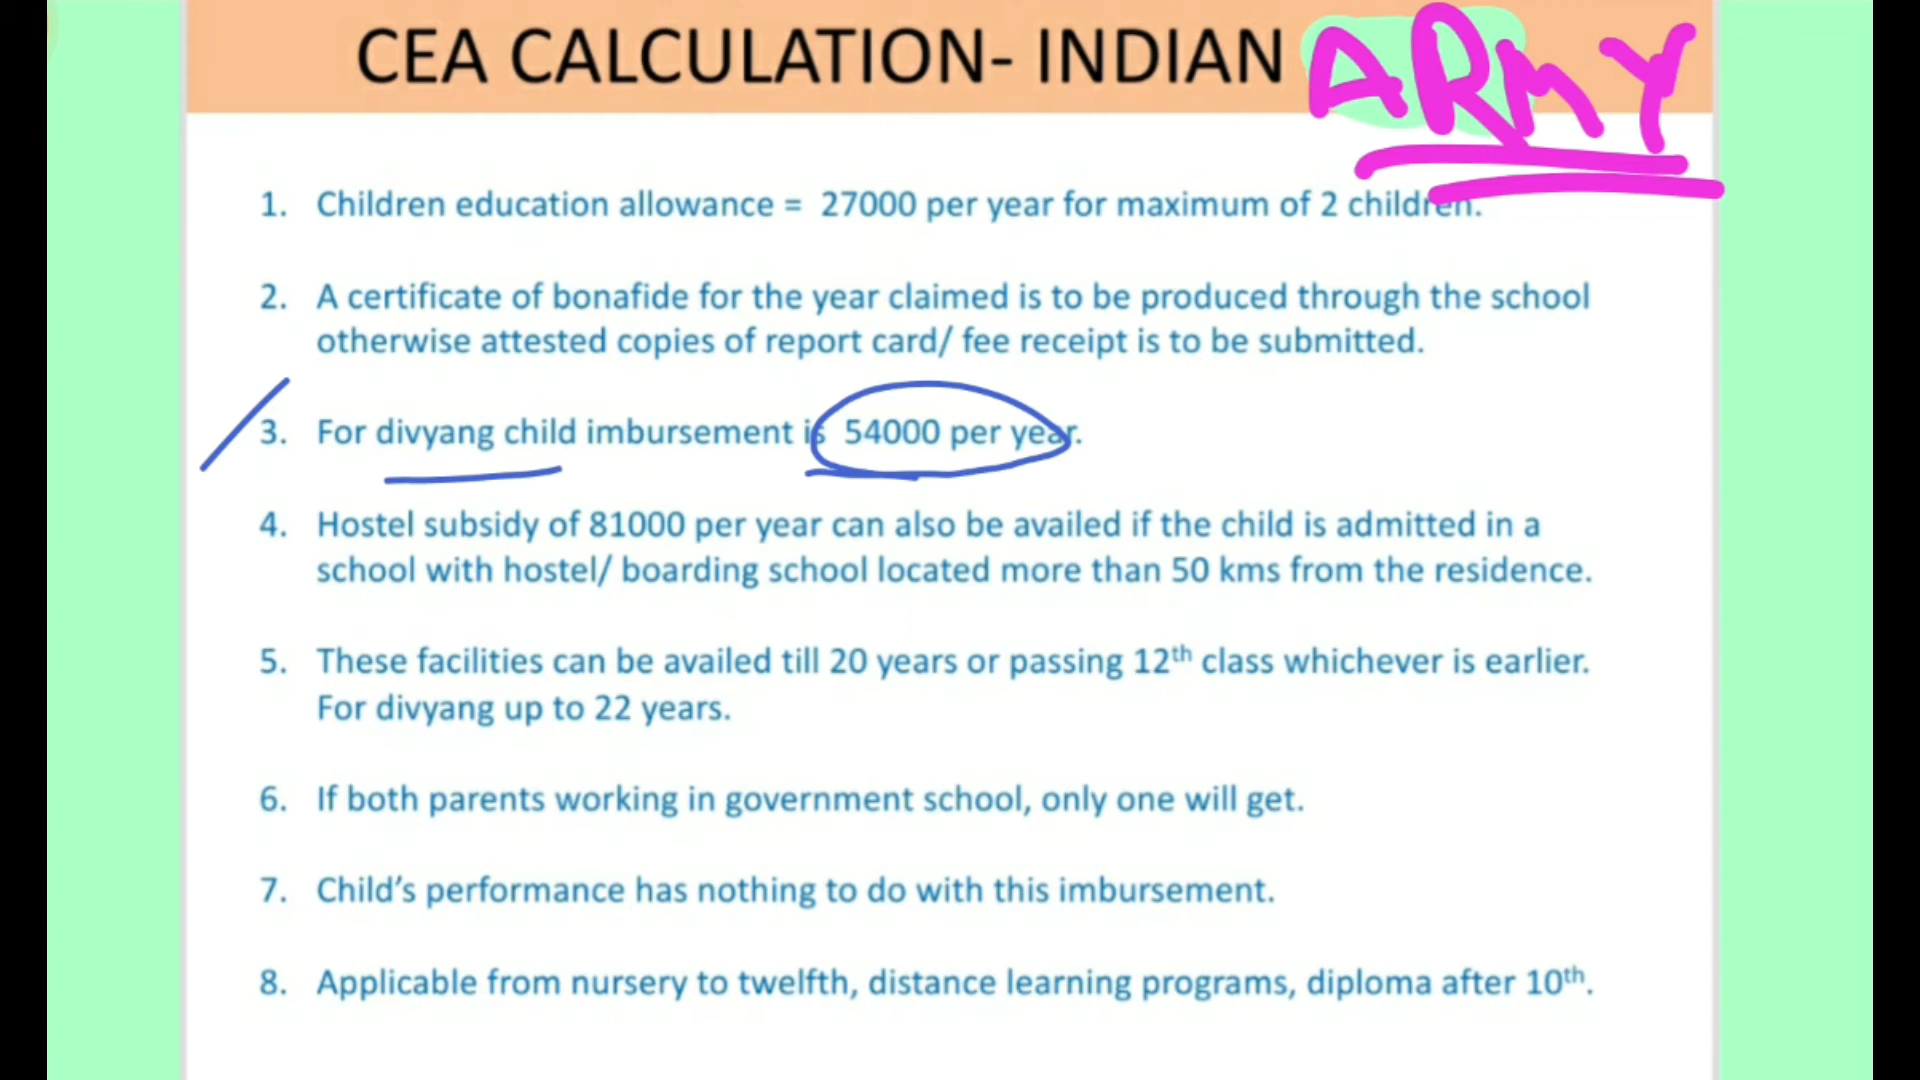 CEA CALCULATION- INDIAN ARMY
1. Children education allowance = 27000 per year for maximum of 2 children.
2. A certificate of bonafide for the year claimed is to be produced through the school
otherwise attested copies of report card/ fee receipt is to be submitted.
3. For divyang child imbursement is 54000 per year.
4. Hostel subsidy of 81000 per year can also be availed if the child is admitted in a
school with hostel/ boarding school located more than 50 kms from the residence.
5. These facilities can be availed till 20 years or passing 12th class whichever is earlier.
For divyang up to 22 years.
6. If both parents working in government school, only one will get.
7. Child's performance has nothing to do with this imbursement.
8. Applicable from nursery to twelfth, distance learning programs, diploma after 10th.